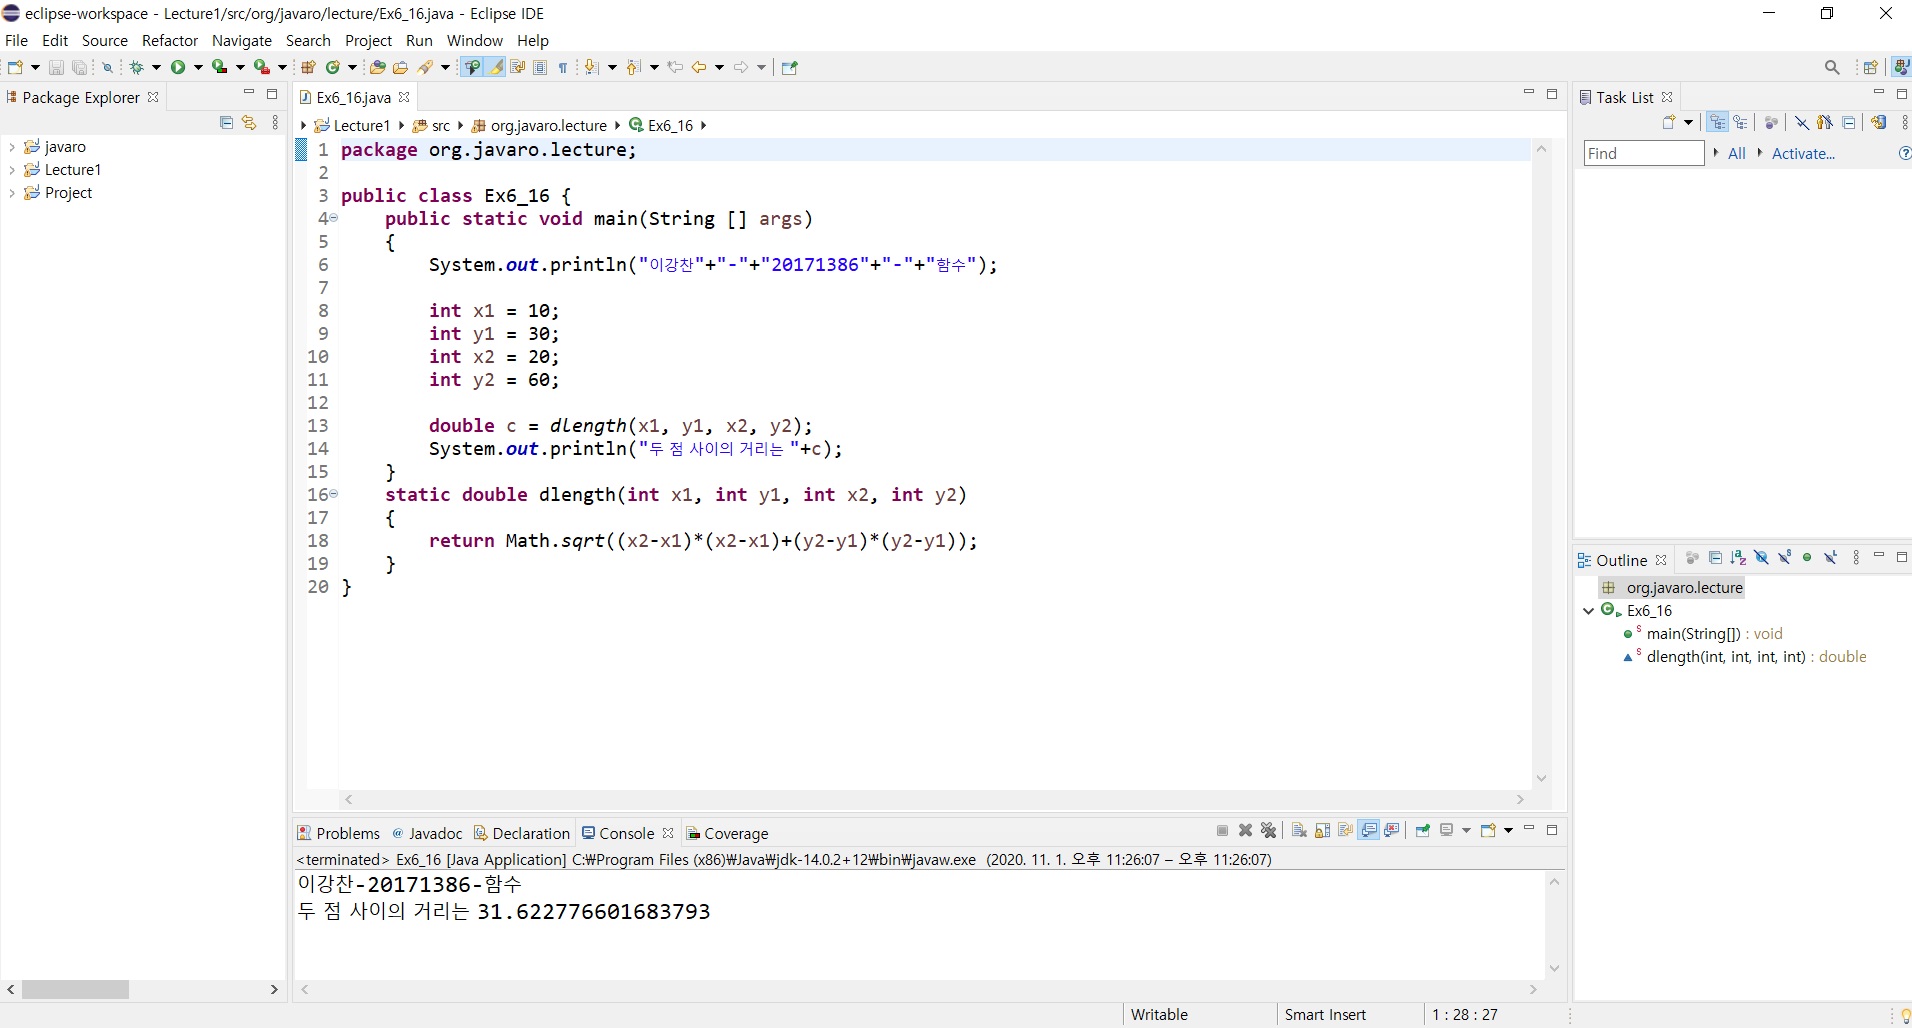 eclipse-workspace - Lecture1/src/org/javaro/lecture/Ex6_16.java - Eclipse IDE
File Edit Source Refactor Navigate Search Project Run Window Help
Package Explorer
javaro
Lecture1
Project
Ex6_16.java
Lecture1 src org.javaro.lecture Ex6_16
1 package org.javaro.lecture;
2
3 public class Ex6_16 {
4 public static void main(String [] args)
5 {
6 System.out.println("이강찬"+"-"+"20171386"+"-"+"함수");
7
8 int x1 = 10;
9 int y1 = 30;
10 int x2 = 20;
11 int y2 = 60;
12
13 double c = dlength(x1, y1, x2, y2);
14 System.out.println("두 점 사이의 거리는 "+c);
15 }
16 static double dlength(int x1, int y1, int x2, int y2)
17 {
18 return Math.sqrt((x2-x1)*(x2-x1)+(y2-y1)*(y2-y1));
19 }
20 }
Problems Javadoc Declaration Console Coverage
<terminated> Ex6_16 [Java Application] C:₩Program Files (x86)₩Java₩jdk-14.0.2+12₩bin₩javaw.exe (2020. 11. 1. 오후 11:26:07 – 오후 11:26:07)
이강찬-20171386-함수
두 점 사이의 거리는 31.622776601683793
Task List
Find All Activate...
Outline
org.javaro.lecture
Ex6_16
main(String[]) : void
dlength(int, int, int, int) : double
Writable Smart Insert 1 : 28 : 27